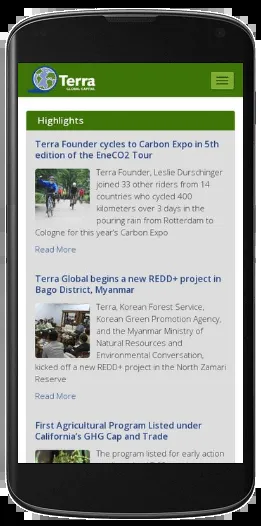 Terra
GLOBAL CAPITAL
Highlights
Terra Founder cycles to Carbon Expo in 5th
edition of the EneCO2 Tour
Terra Founder, Leslie Durschinger
joined 33 other riders from 14
countries who cycled 400
kilometers over 3 days in the
pouring rain from Rotterdam to
Cologne for this year's Carbon
Expo
Read More
Terra Global begins a new REDD+ project in
Bago District, Myanmar
Terra, Korean Forest Service,
Korean Green Promotion Agency,
and the Myanmar Ministry of
Natural Resources and
Environmental Conversation,
kicked off a new REDD+ project in the North Zamari
Reserve
Read More
First Agricultural Program Listed under
California's GHG Cap and Trade
The program listed for early action